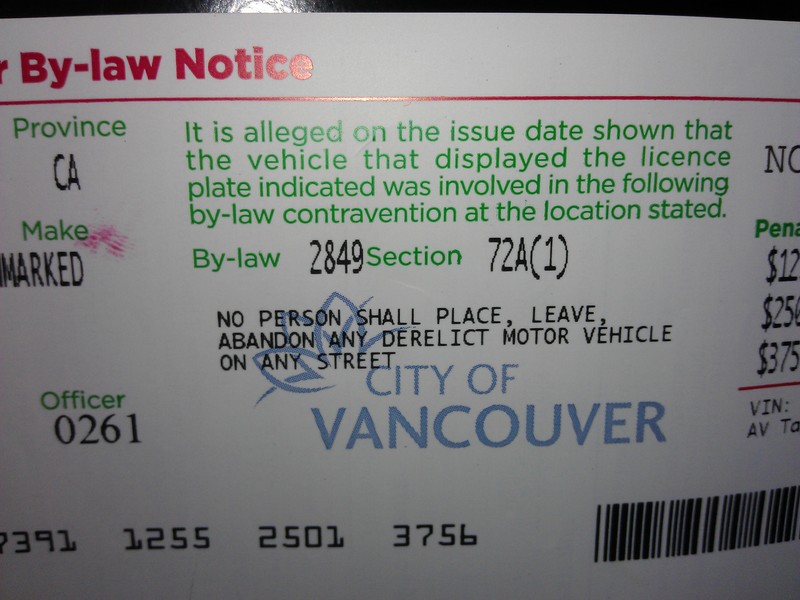 r By-law Notice
Province
CA
It is alleged on the issue date shown that
the vehicle that displayed the licence
plate indicated was involved in the following
by-law contravention at the location stated.
NO
Make
MARKED
By-law 2849 Section 72A(1)
Pena
$12
$250
$375
NO PERSON SHALL PLACE, LEAVE,
ABANDON ANY DERELICT MOTOR VEHICLE
ON ANY STREET
CITY OF
VANCOUVER
Officer
0261
VIN:
AV Ta
7391 1255 2501 3756